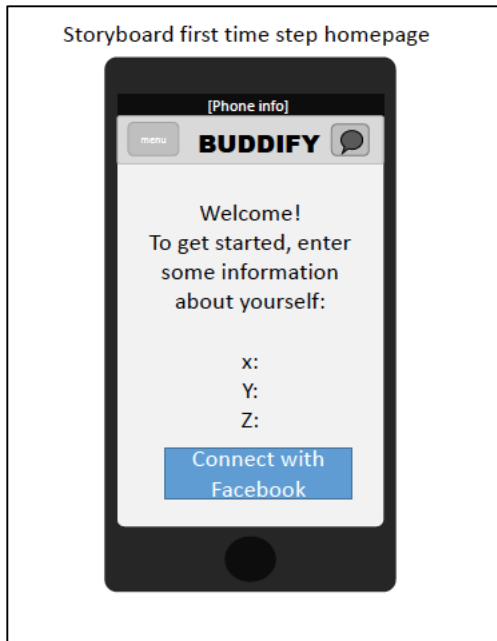 Storyboard first time step homepage
[Phone info]
menu
BUDDIFY
Welcome!
To get started, enter
some information
about yourself:
x:
Y:
Z:
Connect with
Facebook